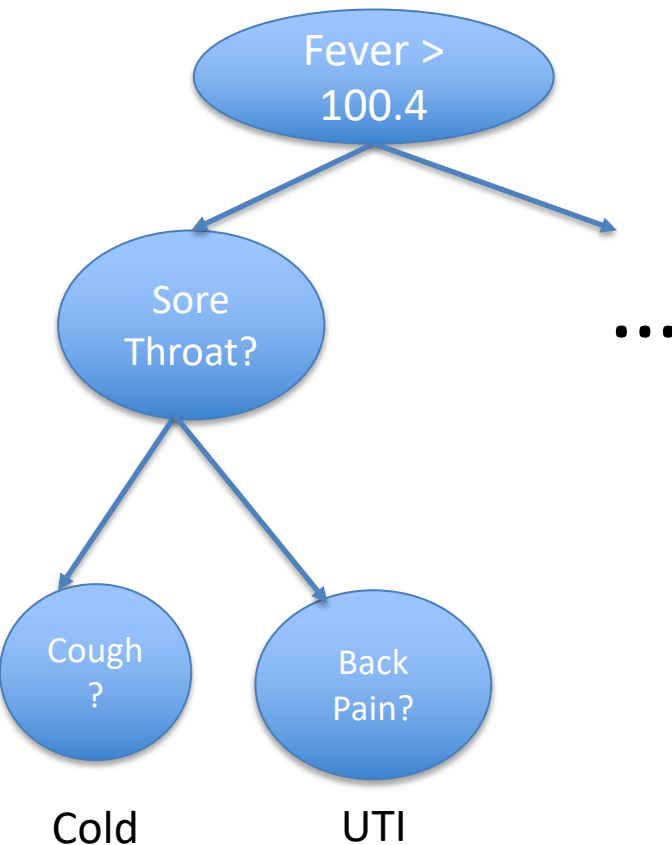 Fever >
100.4
Sore
Throat?
...
Cough
?
Back
Pain?
Cold
UTI